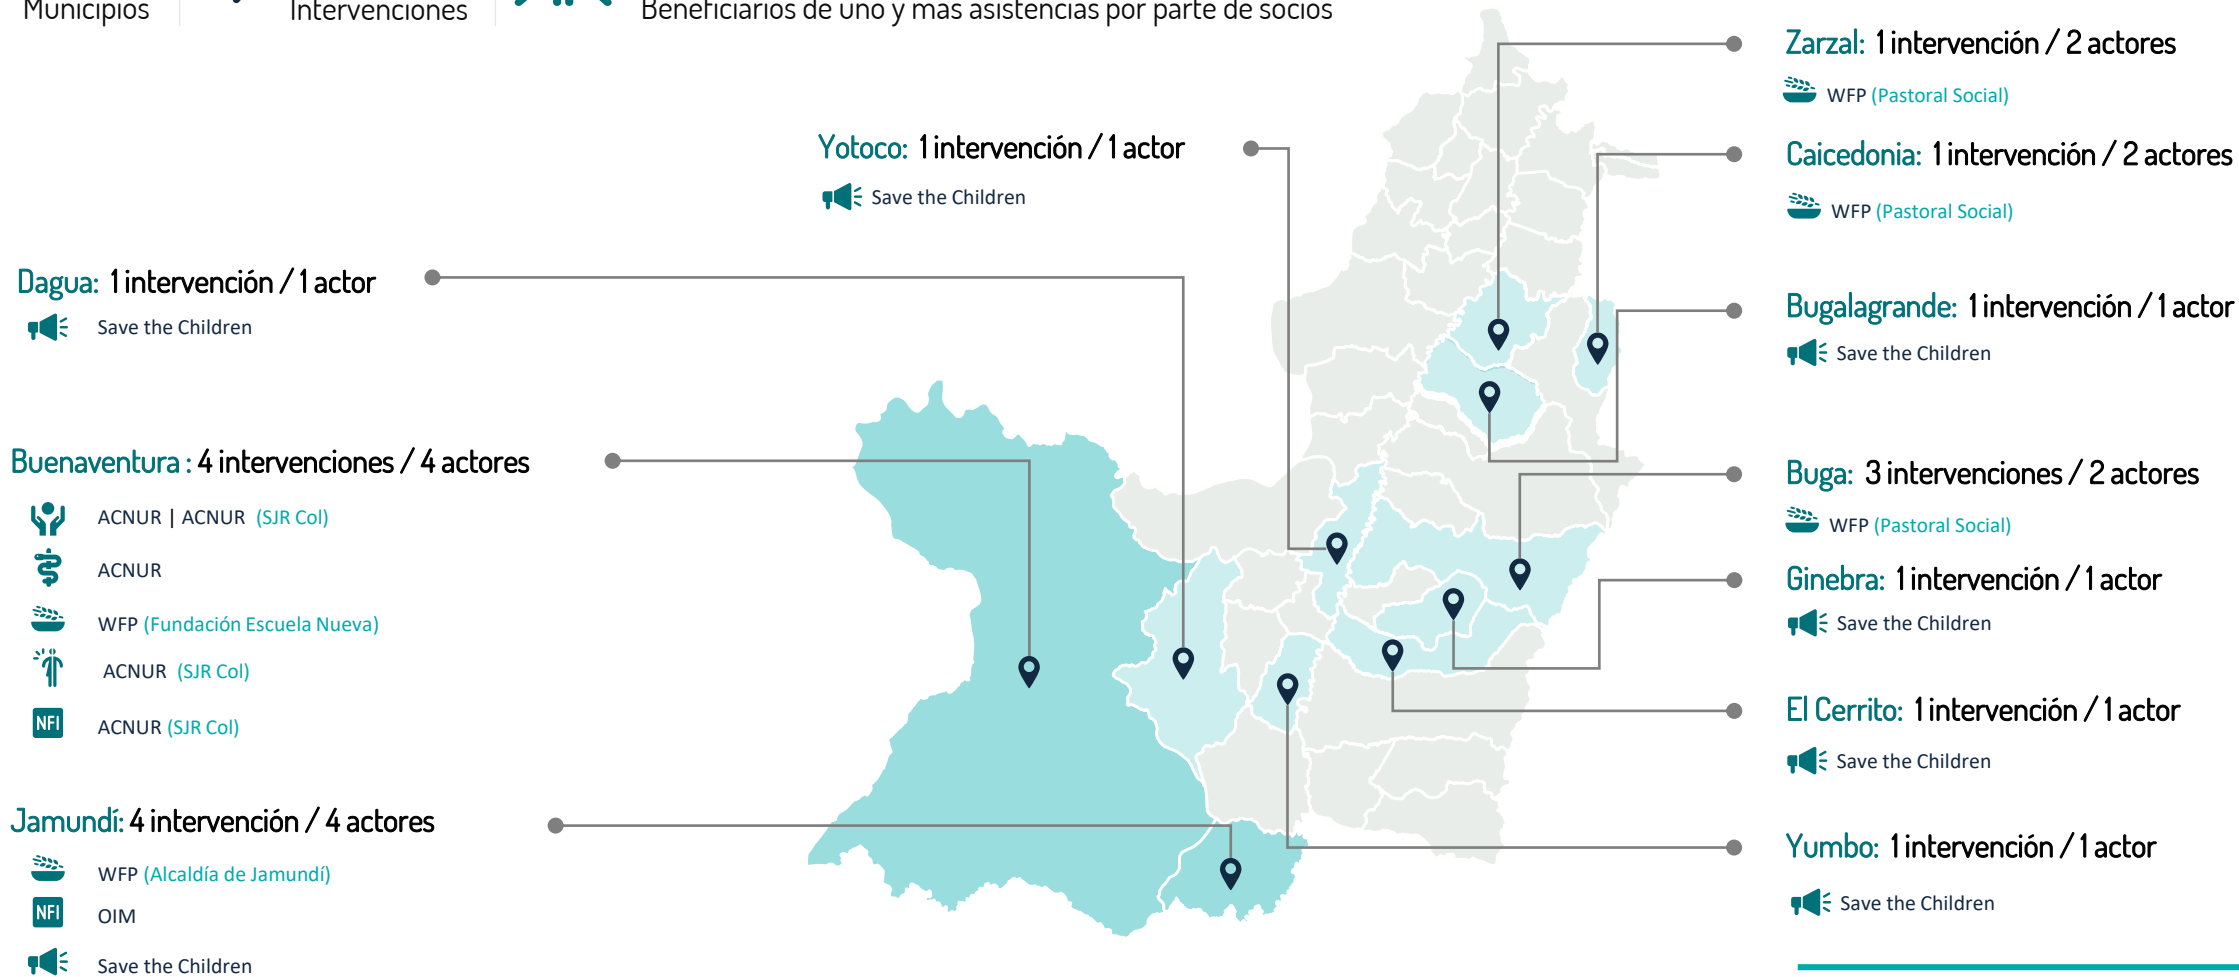 Municipios
Intervenciones
Beneficiarios de uno y mas asistencias por parte de socios
Zarzal: 1 intervención / 2 actores
WFP (Pastoral Social)
Yotoco: 1 intervención / 1 actor
Save the Children
Caicedonia: 1 intervención / 2 actores
WFP (Pastoral Social)
Dagua: 1 intervención / 1 actor
Save the Children
Bugalagrande: 1 intervención / 1 actor
Save the Children
Buenaventura : 4 intervenciones / 4 actores
ACNUR | ACNUR (SJR Col)
ACNUR
WFP (Fundación Escuela Nueva)
ACNUR (SJR Col)
NFI ACNUR (SJR Col)
Buga: 3 intervenciones / 2 actores
WFP (Pastoral Social)
Ginebra: 1 intervención / 1 actor
Save the Children
El Cerrito: 1 intervención / 1 actor
Save the Children
Jamundí: 4 intervención / 4 actores
WFP (Alcaldía de Jamundí)
NFI OIM
Save the Children
Yumbo: 1 intervención / 1 actor
Save the Children